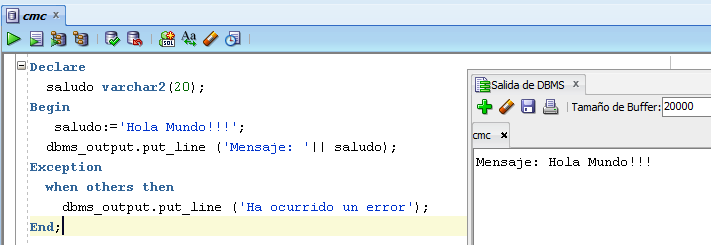 cmc
Declare
saludo varchar2(20);
Begin
saludo:='Hola Mundo!!!';
dbms_output.put_line ('Mensaje: '|| saludo);
Exception
when others then
dbms_output.put_line ('Ha ocurrido un error');
End;
Salida de DBMS
Tamaño de Buffer: 20000
cmc
Mensaje: Hola Mundo!!!